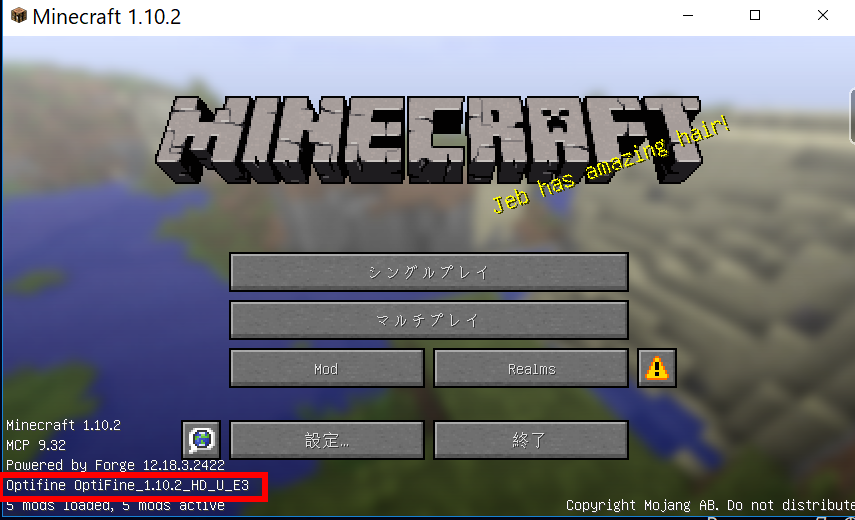 Minecraft 1.10.2
MINECRAFT
Jeb has amazing hair!
シングルプレイ
マルチプレイ
Mod
Realms
設定...
終了
Minecraft 1.10.2
MCP 9.32
Powered by Forge 12.18.3.2422
Optifine OptiFine_1.10.2_HD_U_E3
5 mods loaded, 5 mods active
Copyright Mojang AB. Do not distribute